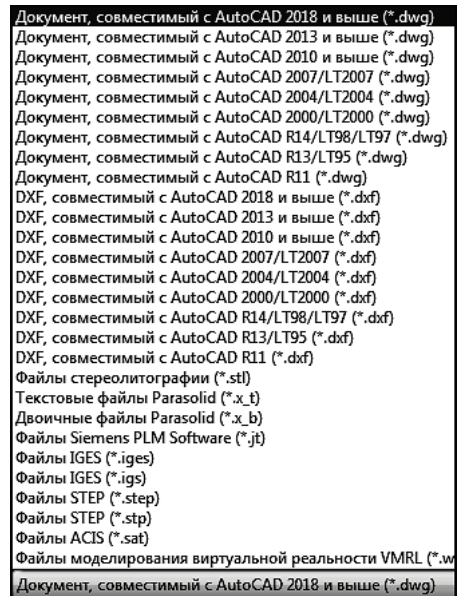 Документ, совместимый с AutoCAD 2018 и выше (*.dwg)
Документ, совместимый с AutoCAD 2013 и выше (*.dwg)
Документ, совместимый с AutoCAD 2010 и выше (*.dwg)
Документ, совместимый с AutoCAD 2007/LT2007 (*.dwg)
Документ, совместимый с AutoCAD 2004/LT2004 (*.dwg)
Документ, совместимый с AutoCAD 2000/LT2000 (*.dwg)
Документ, совместимый с AutoCAD R14/LT98/LT97 (*.dwg)
Документ, совместимый с AutoCAD R13/LT95 (*.dwg)
Документ, совместимый с AutoCAD R11 (*.dwg)
DXF, совместимый с AutoCAD 2018 и выше (*.dxf)
DXF, совместимый с AutoCAD 2013 и выше (*.dxf)
DXF, совместимый с AutoCAD 2010 и выше (*.dxf)
DXF, совместимый с AutoCAD 2007/LT2007 (*.dxf)
DXF, совместимый с AutoCAD 2004/LT2004 (*.dxf)
DXF, совместимый с AutoCAD 2000/LT2000 (*.dxf)
DXF, совместимый с AutoCAD R14/LT98/LT97 (*.dxf)
DXF, совместимый с AutoCAD R13/LT95 (*.dxf)
DXF, совместимый с AutoCAD R11 (*.dxf)
Файлы стереолитографии (*.stl)
Текстовые файлы Parasolid (*.x_t)
Двоичные файлы Parasolid (*.x_b)
Файлы Siemens PLM Software (*.jt)
Файлы IGES (*.iges)
Файлы IGES (*.igs)
Файлы STEP (*.step)
Файлы STEP (*.stp)
Файлы ACIS (*.sat)
Файлы моделирования виртуальной реальности VMRL (*.w
Документ, совместимый с AutoCAD 2018 и выше (*.dwg)